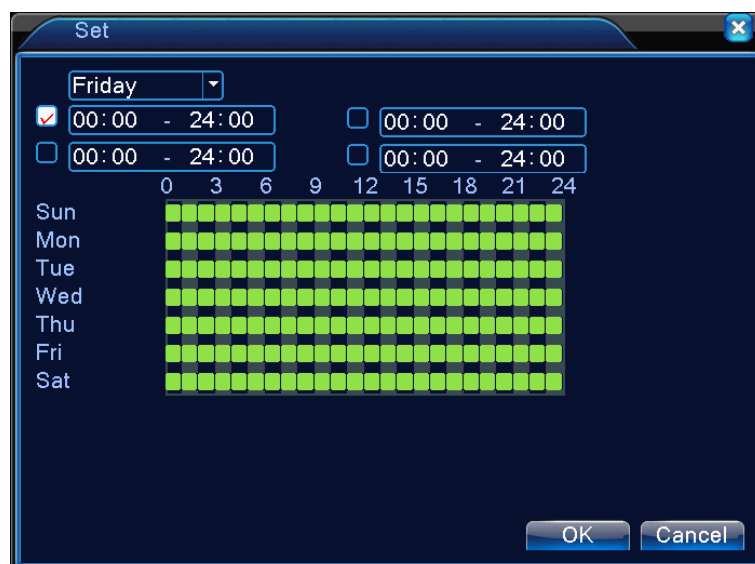 Set
Friday
00:00 - 24:00 00:00 - 24:00
00:00 - 24:00 00:00 - 24:00
0 3 6 9 12 15 18 21 24
Sun
Mon
Tue
Wed
Thu
Fri
Sat
OK Cancel